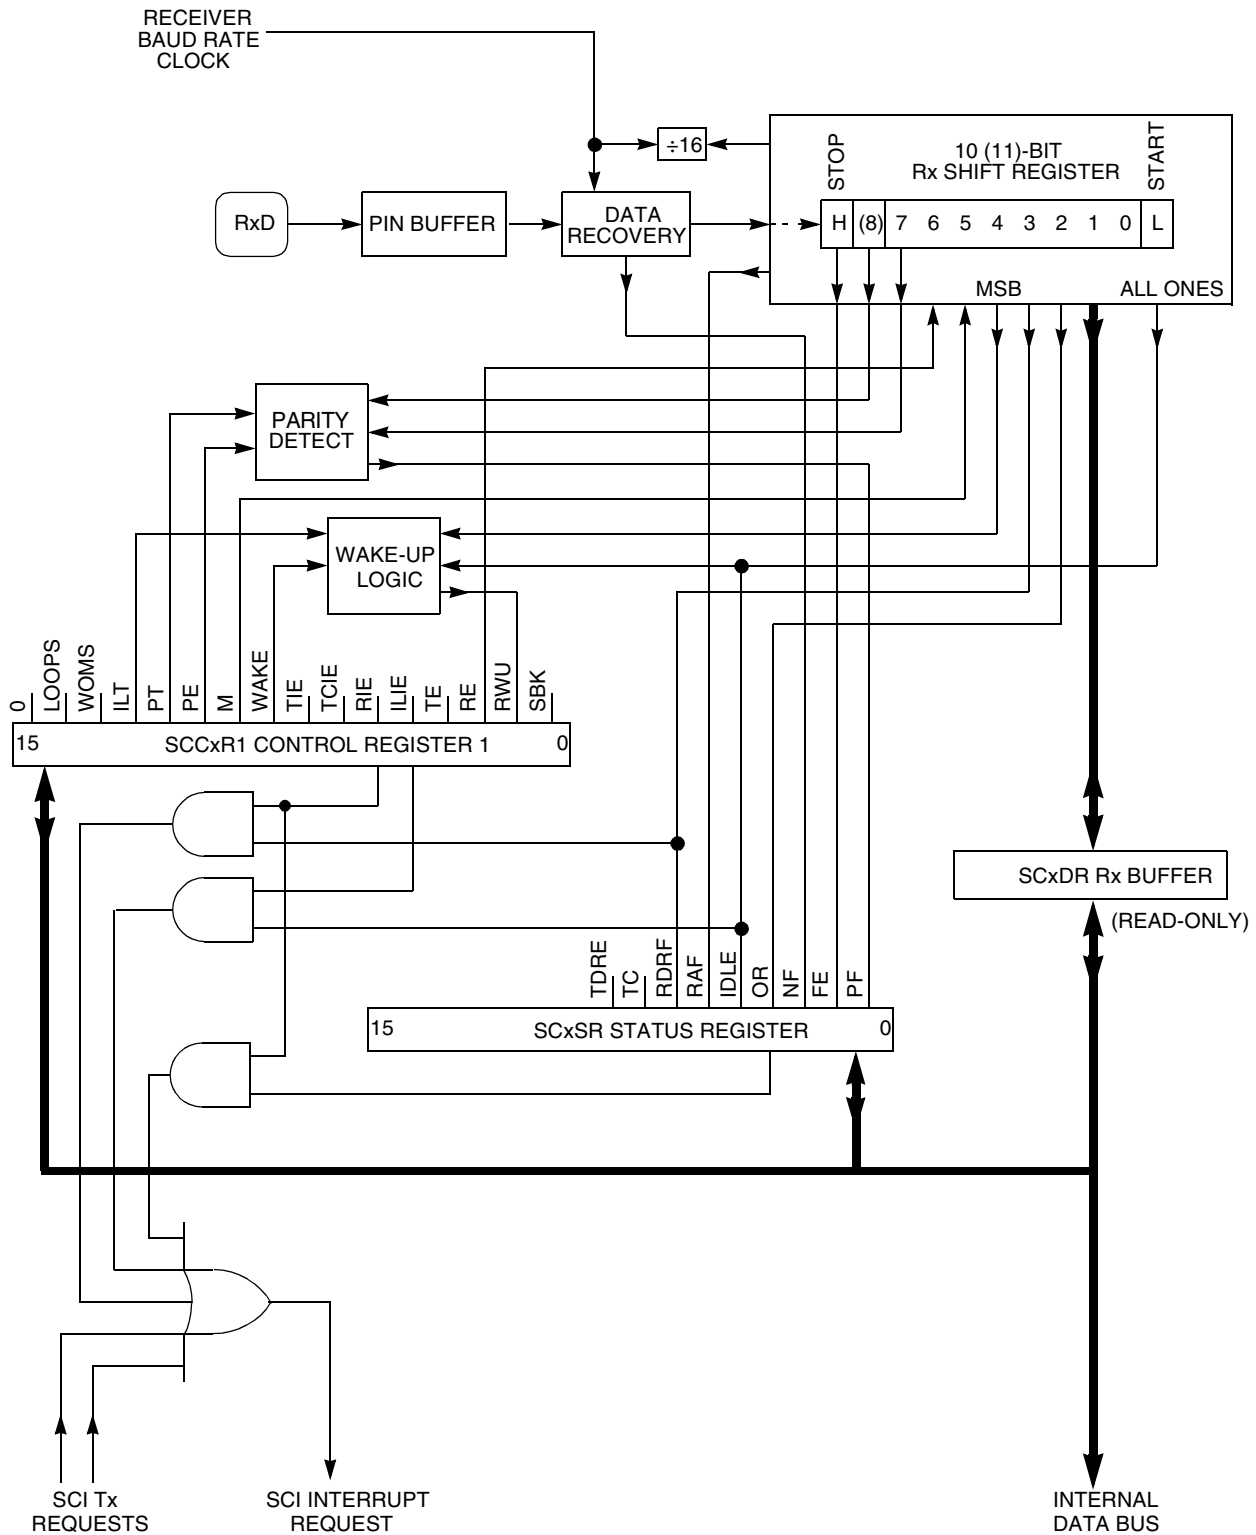 RECEIVER
BAUD RATE
CLOCK
÷16
10 (11)-BIT
Rx SHIFT REGISTER
STOP
START
RxD
PIN BUFFER
DATA
RECOVERY
H (8) 7 6 5 4 3 2 1 0 L
MSB
ALL ONES
PARITY
DETECT
WAKE-UP
LOGIC
0
LOOPS
WOMS
ILT
PT
PE
M
WAKE
TIE
TCIE
RIE
ILIE
TE
RE
RWU
SBK
15 SCCxR1 CONTROL REGISTER 1 0
SCxDR Rx BUFFER
(READ-ONLY)
TDRE
TC
RDRF
RAF
IDLE
OR
NF
FE
PF
15 SCxSR STATUS REGISTER 0
SCI Tx
REQUESTS
SCI INTERRUPT
REQUEST
INTERNAL
DATA BUS